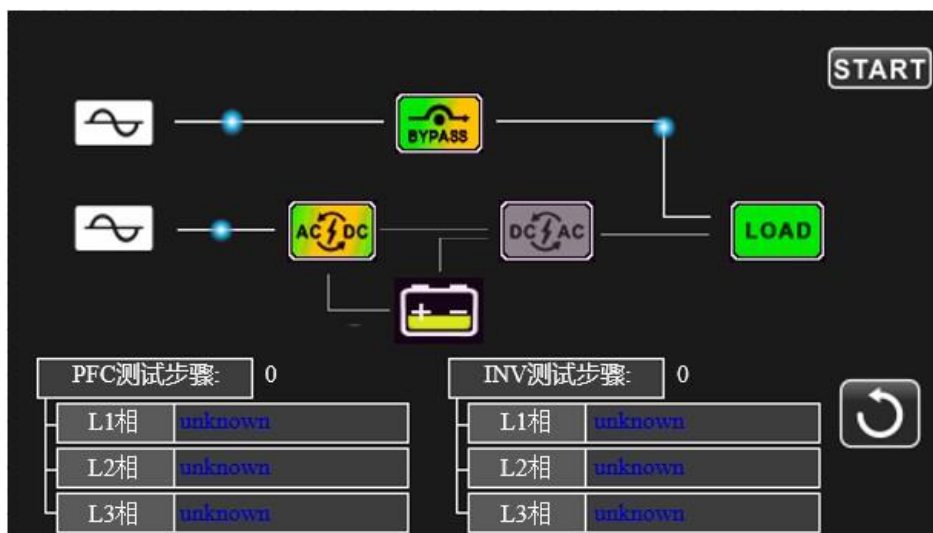 START
BYPASS
AC DC
DC AC
LOAD
+ −
PFC测试步骤: 0
L1相 unknown
L2相 unknown
L3相 unknown
INV测试步骤: 0
L1相 unknown
L2相 unknown
L3相 unknown